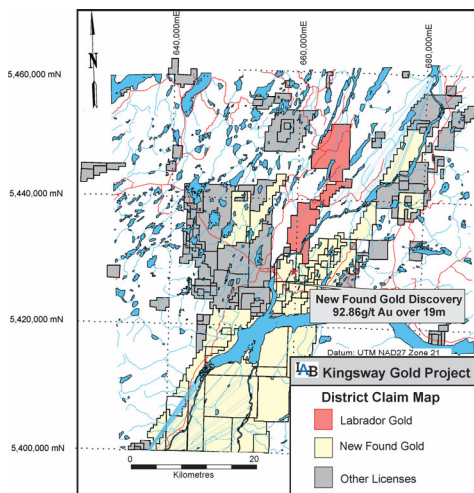 640,000mE
660,000mE
680,000mE
N
5,460,000 mN
5,440,000 mN
5,420,000 mN
5,400,000 mN
New Found Gold Discovery
92.86g/t Au over 19m
Datum: UTM NAD27 Zone 21
LAB Kingsway Gold Project
District Claim Map
Labrador Gold
New Found Gold
Other Licenses
0 20
Kilometres